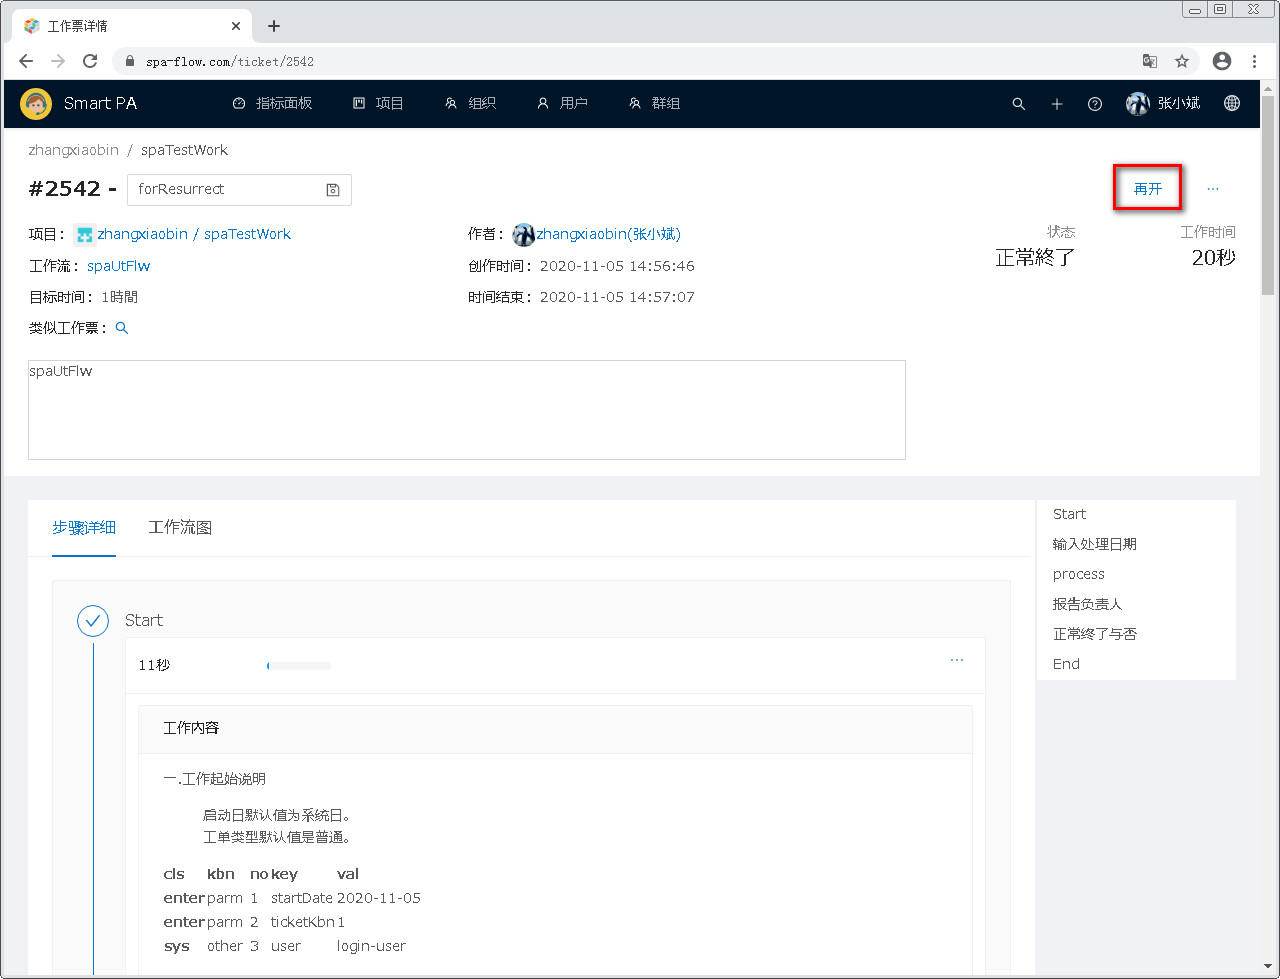 工作票详情
spa-flow.com/ticket/2542
Smart PA 指标面板 项目 组织 用户 群组 张小斌
zhangxiaobin / spaTestWork
#2542 - forResurrect 再开 ···
项目： zhangxiaobin / spaTestWork 作者： zhangxiaobin(张小斌) 状态 工作时间
正常終了 20秒
工作流： spaUtFlw 创作时间： 2020-11-05 14:56:46
目标时间： 1時間 时间结束： 2020-11-05 14:57:07
类似工作票：
spaUtFlw
步骤详细 工作流图
Start
输入处理日期
process
报告负责人
正常终了与否
End
Start
11秒 ···
工作内容
一.工作起始说明
启动日默认值为系统日。
工单类型默认值是普通。
cls kbn no key val
enter parm 1 startDate 2020-11-05
enter parm 2 ticketKbn 1
sys other 3 user login-user